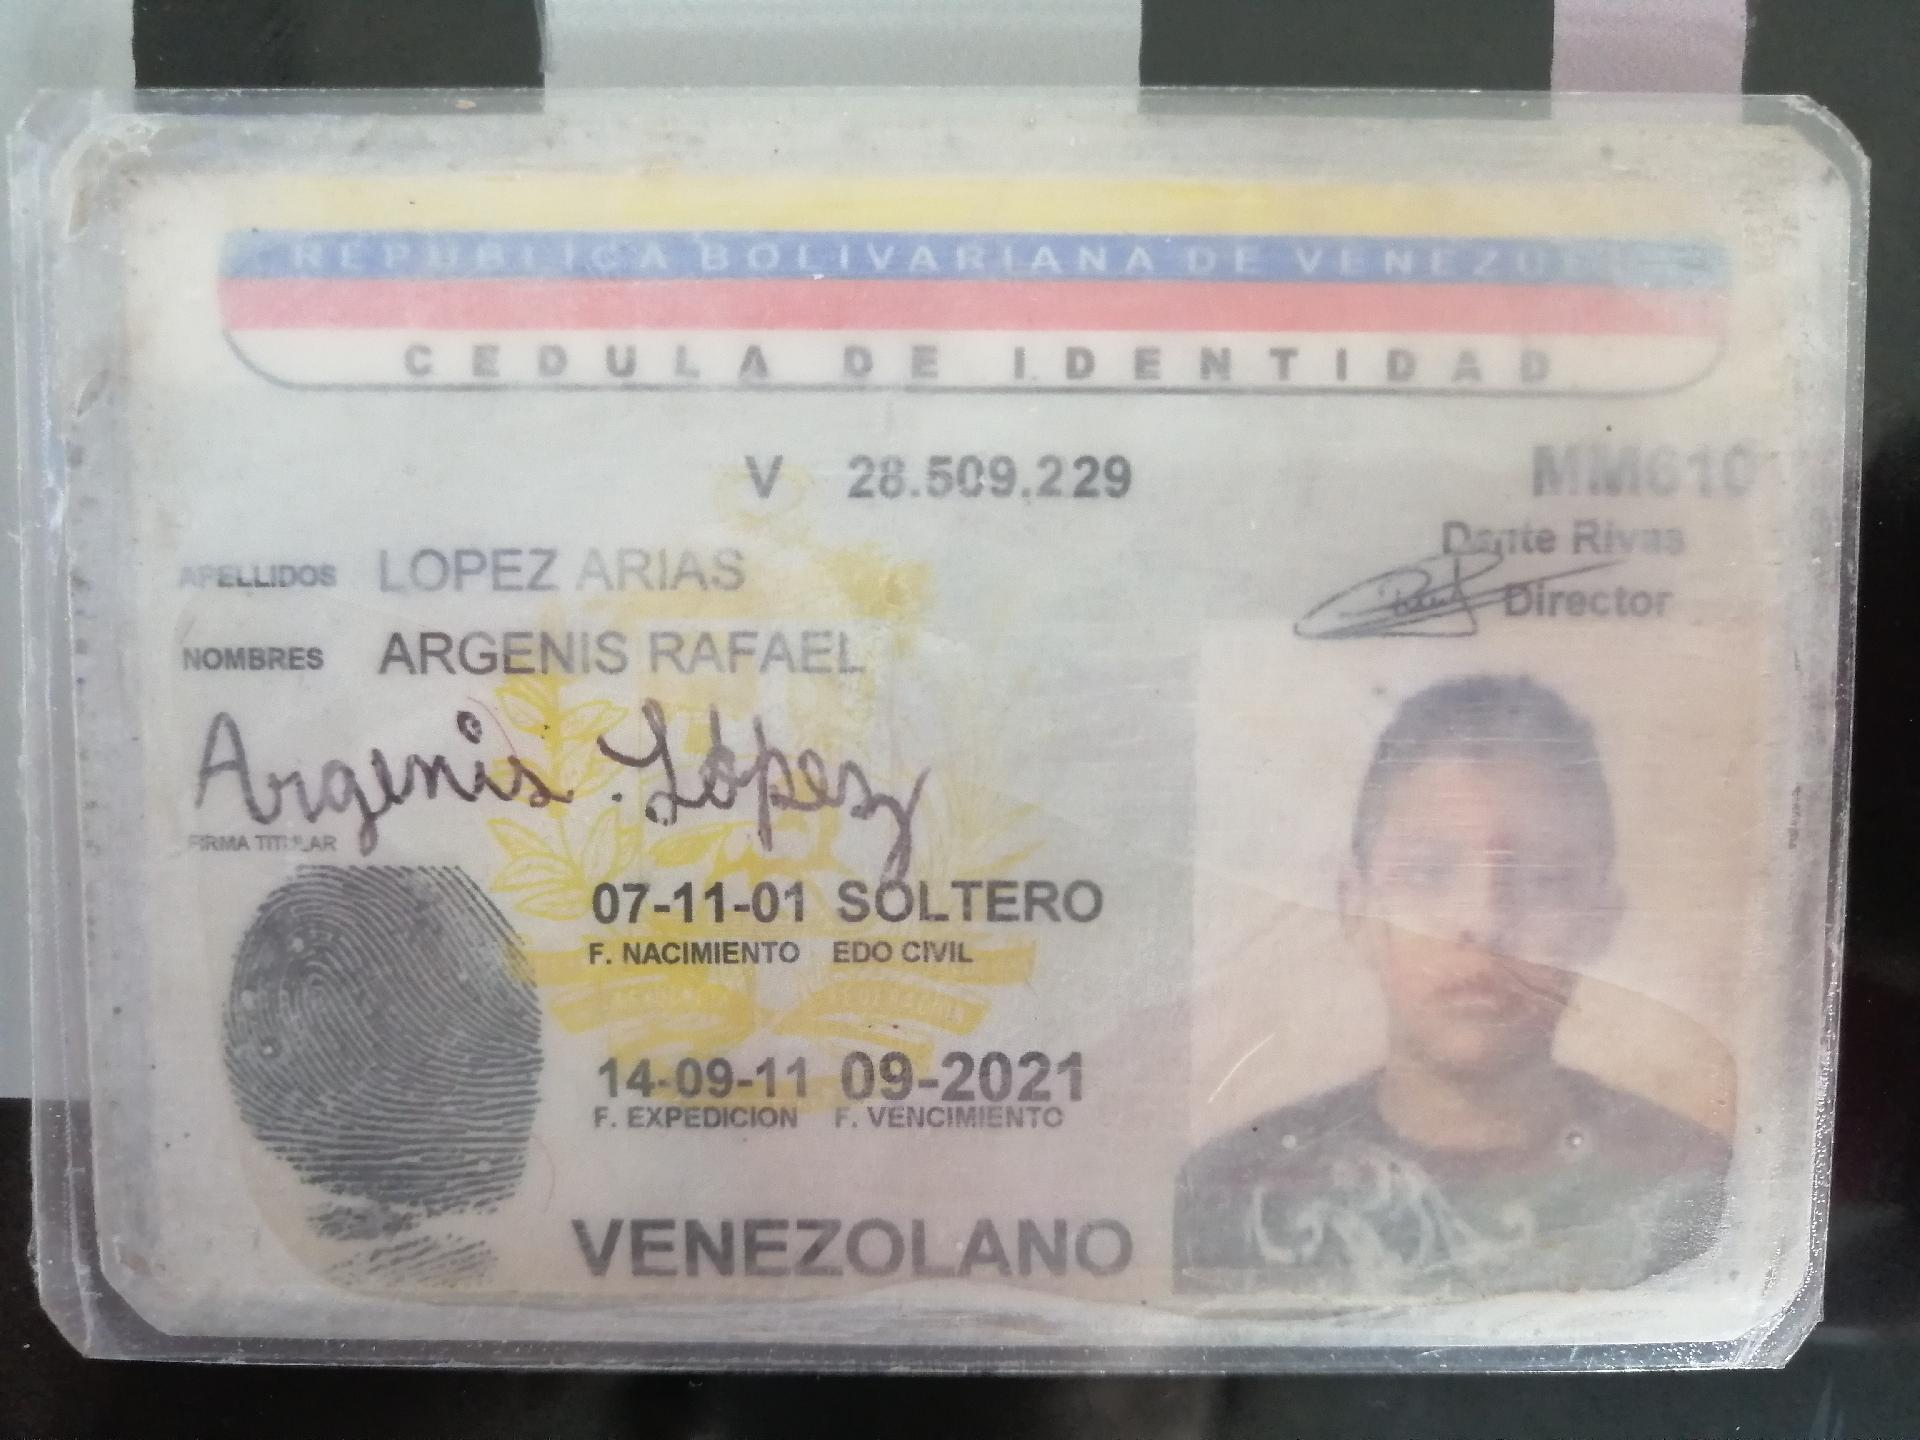 REPUBLICA BOLIVARIANA DE VENEZUELA
CEDULA DE IDENTIDAD
V 28.509.229
MM610
Dante Rivas
Director
APELLIDOS LOPEZ ARIAS
NOMBRES ARGENIS RAFAEL
Argenis López
FIRMA TITULAR
07-11-01 SOLTERO
F. NACIMIENTO EDO CIVIL
14-09-11 09-2021
F. EXPEDICION F. VENCIMIENTO
VENEZOLANO